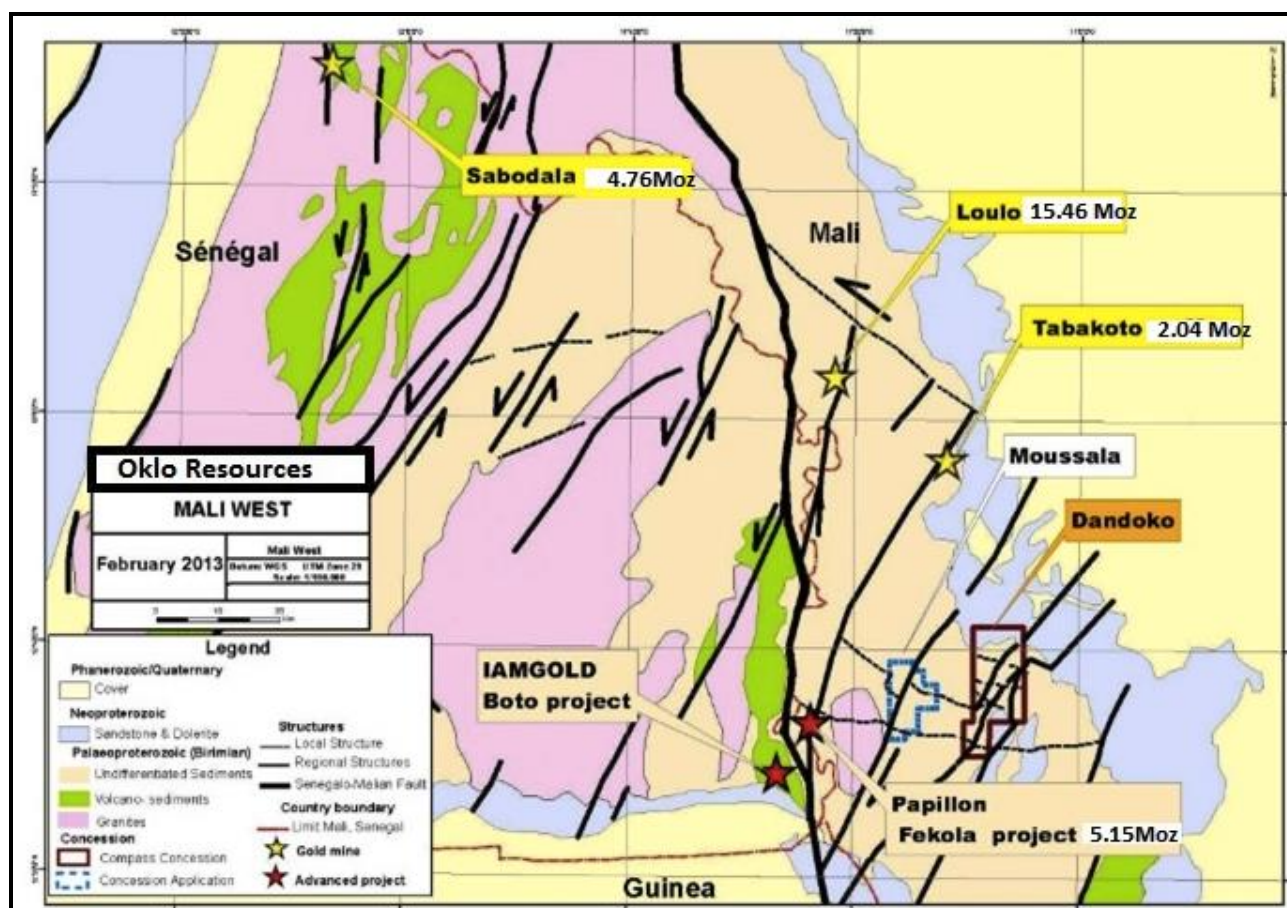 Sabodala 4.76Moz
Loulo 15.46 Moz
Mali
Sénégal
Tabakoto 2.04 Moz
Moussala
Dandoko
Oklo Resources
MALI WEST
February 2013
Mali West
Legend
Phanerozoic/Quaternary
Cover
Neoproterozoic
Sandstone & Dolerite
Palaeoproterozoic (Birimian)
Undifferentiated Sediments
Volcano- sediments
Granites
Concession
Compass Concession
Concession Application
Structures
Local Structure
Regional Structures
Senegalo-Malian Fault
Country boundary
Limit Mali, Senegal
Gold mine
Advanced project
IAMGOLD
Boto project
Papillon
Fekola project 5.15Moz
Guinea